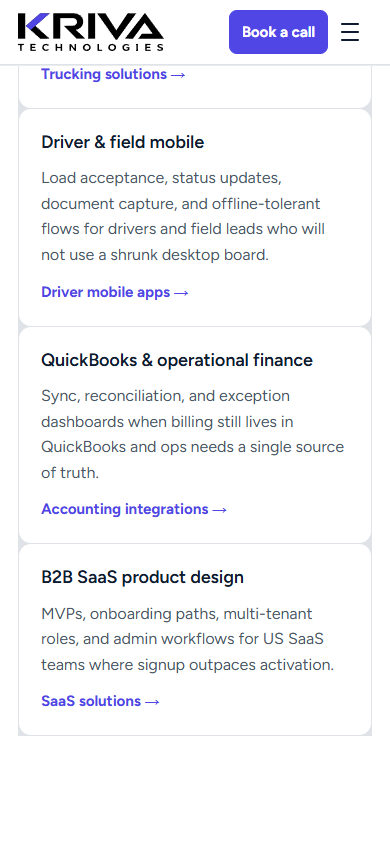 KRIVA
TECHNOLOGIES
Book a call
Trucking solutions →
Driver & field mobile
Load acceptance, status updates,
document capture, and offline-tolerant
flows for drivers and field leads who will
not use a shrunk desktop board.
Driver mobile apps →
QuickBooks & operational finance
Sync, reconciliation, and exception
dashboards when billing still lives in
QuickBooks and ops needs a single source
of truth.
Accounting integrations →
B2B SaaS product design
MVPs, onboarding paths, multi-tenant
roles, and admin workflows for US SaaS
teams where signup outpaces activation.
SaaS solutions →